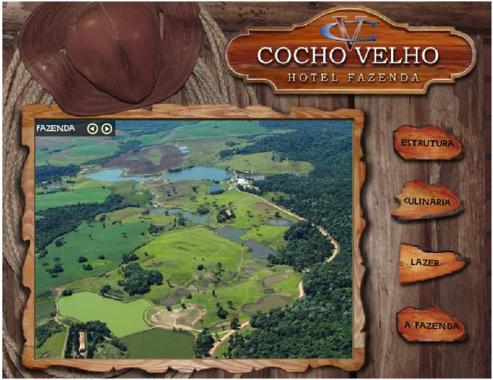 CV
COCHO VELHO
HOTEL FAZENDA
FAZENDA
ESTRUTURA
CULINÁRIA
LAZER
A FAZENDA